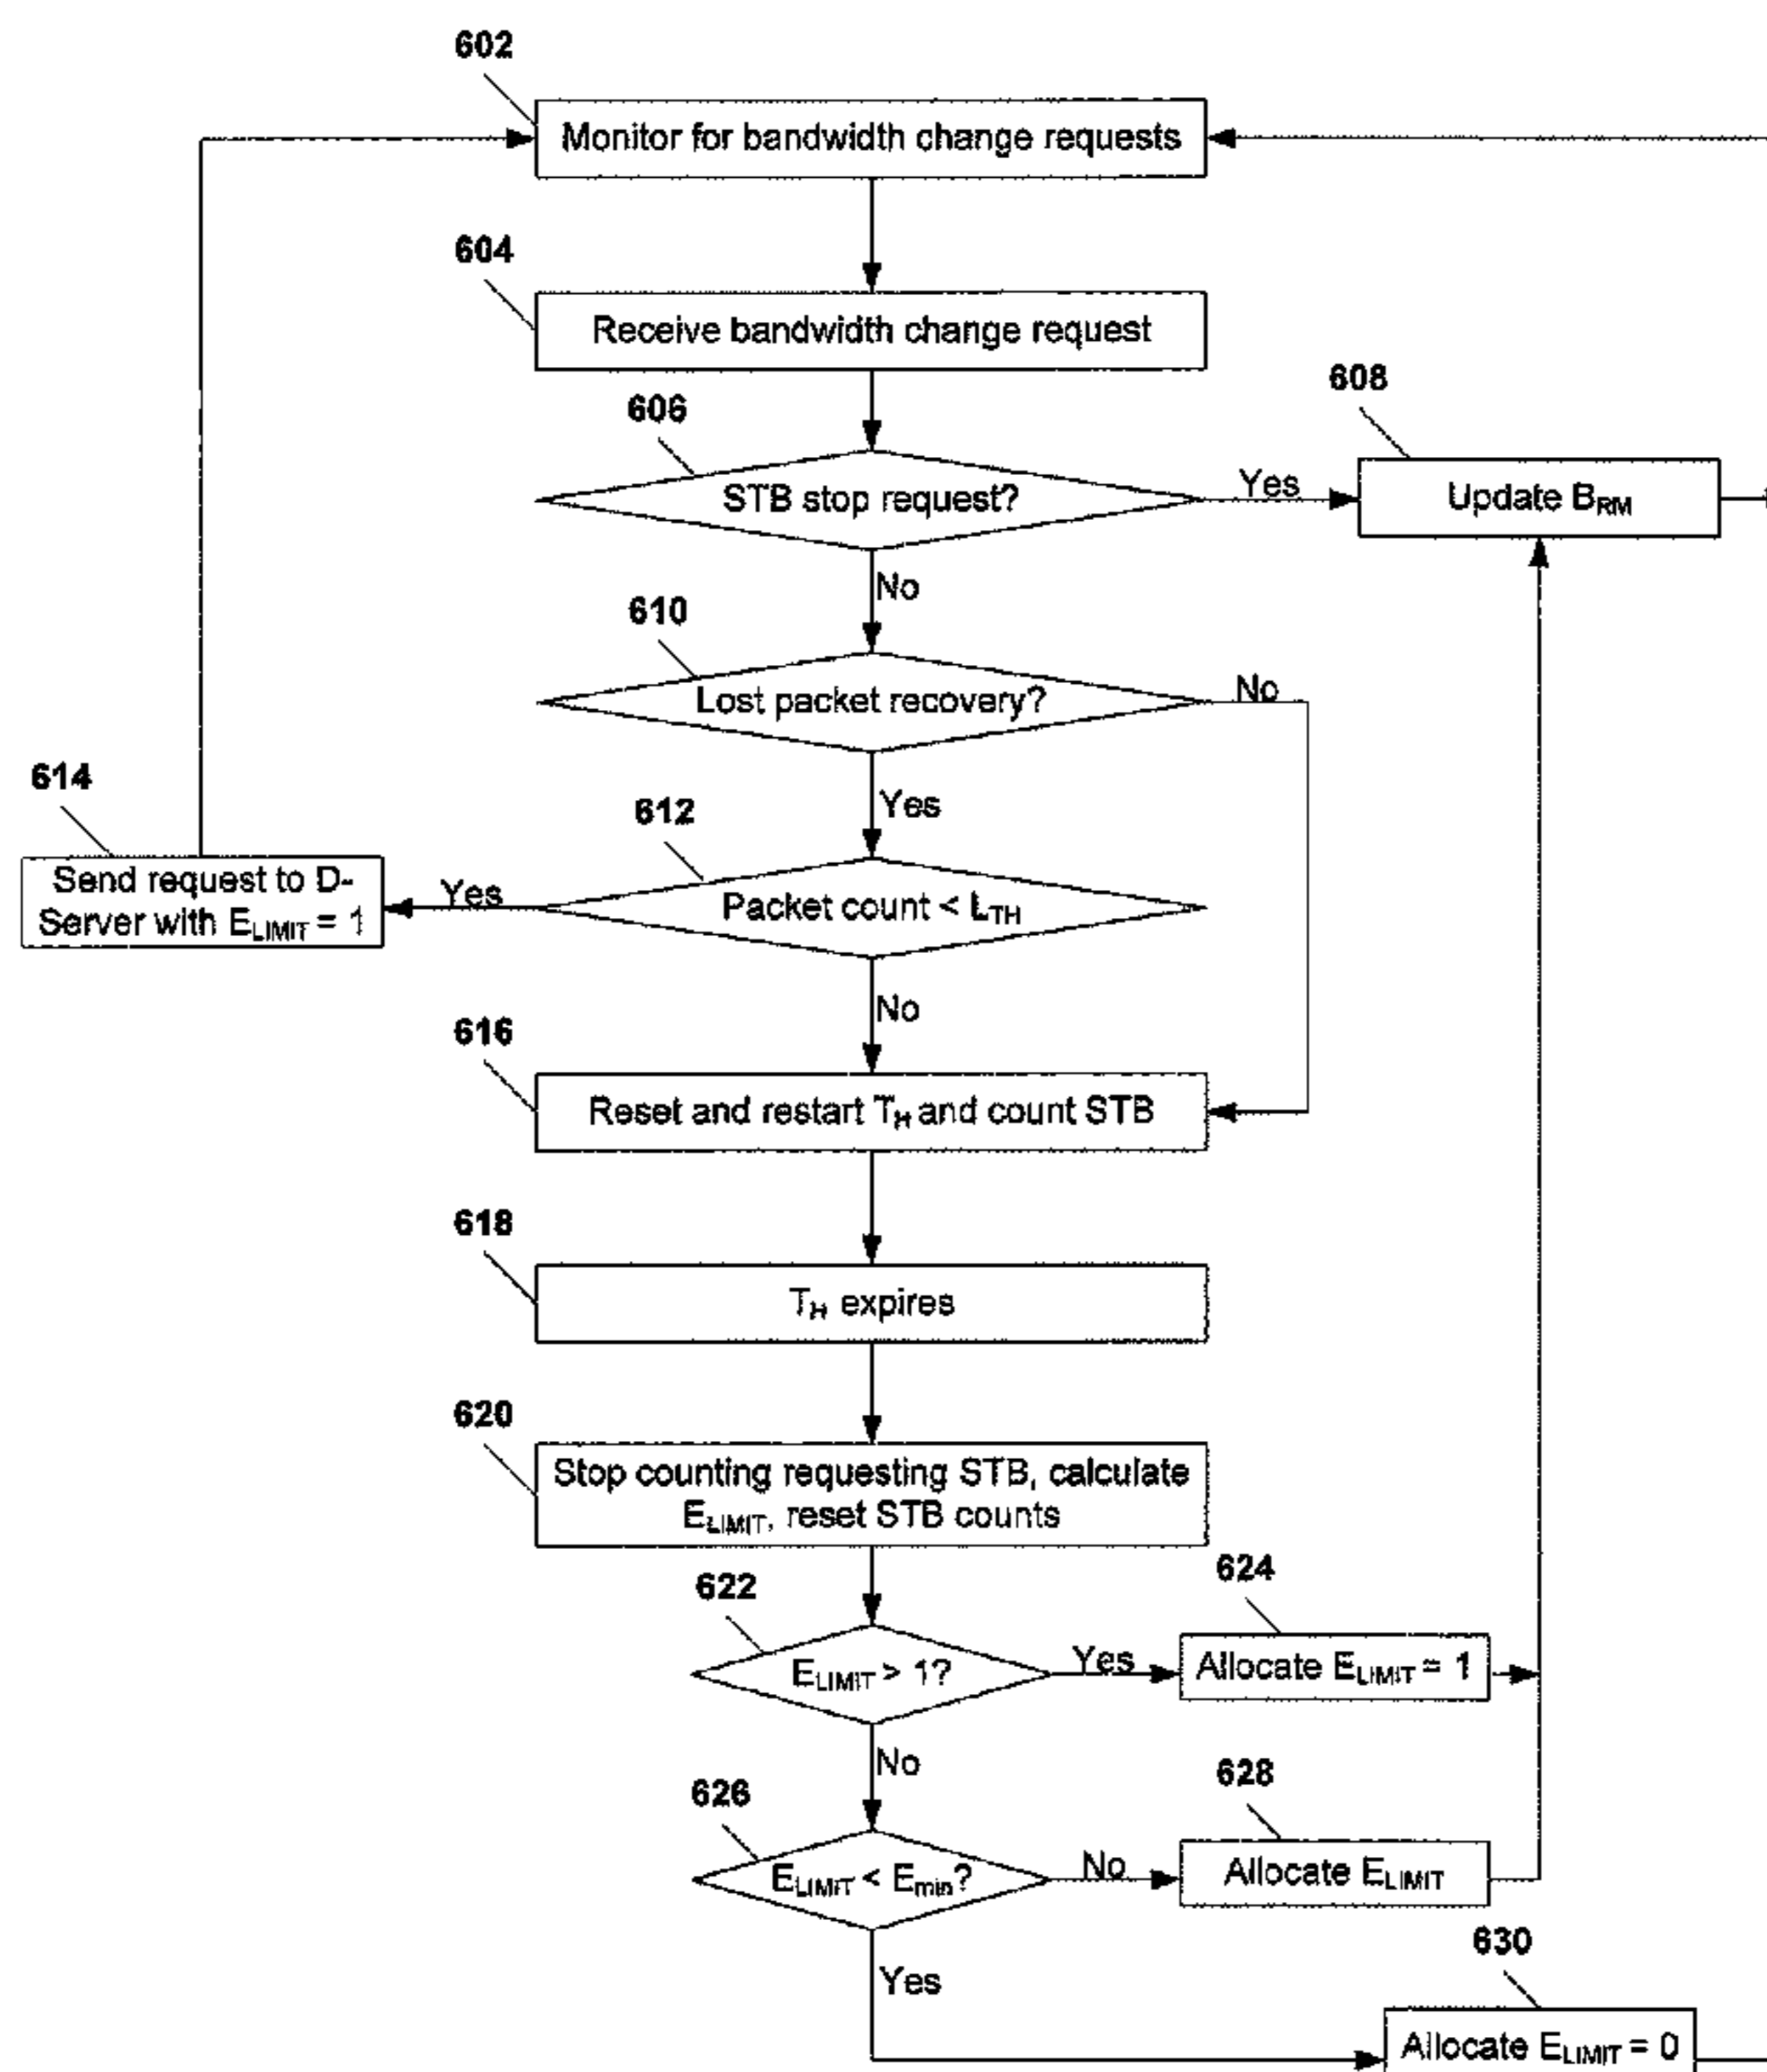 602
Monitor for bandwidth change requests
604
Receive bandwidth change request
606
STB stop request?
Yes
608
Update BRM
No
610
Lost packet recovery?
No
Yes
612
614
Send request to D-
Server with ELIMIT = 1
Yes
Packet count < LTH
No
616
Reset and restart TH and count STB
618
TH expires
620
Stop counting requesting STB, calculate
ELIMIT, reset STB counts
622
ELIMIT > 1?
Yes
624
Allocate ELIMIT = 1
No
626
ELIMIT < Emin?
No
628
Allocate ELIMIT
Yes
630
Allocate ELIMIT = 0